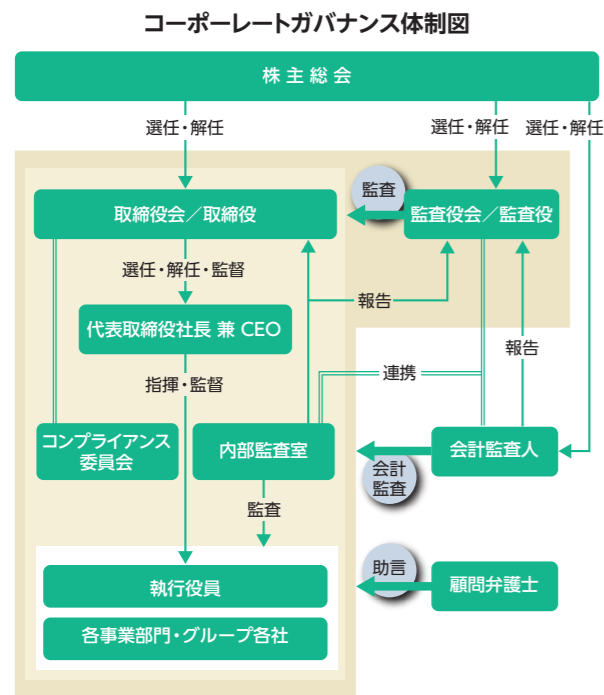 コーポレートガバナンス体制図
株主総会
選任・解任
選任・解任
選任・解任
監査
取締役会／取締役
監査役会／監査役
選任・解任・監督
報告
代表取締役社長 兼 CEO
報告
指揮・監督
連携
コンプライアンス
委員会
内部監査室
会計監査人
会計
監査
監査
助言
執行役員
顧問弁護士
各事業部門・グループ各社